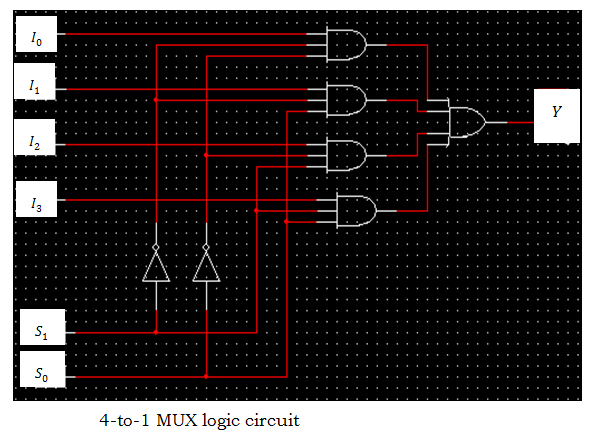 I₀
I₁
Y
I₂
I₃
S₁
S₀
4-to-1 MUX logic circuit